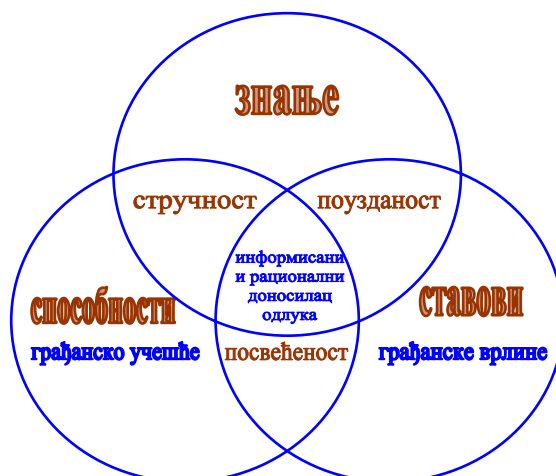 знање
стручност
поузданост
информисани
и рационални
доносилац
одлука
способности
ставови
грађанско учешће
посвећеност
грађанске врлине